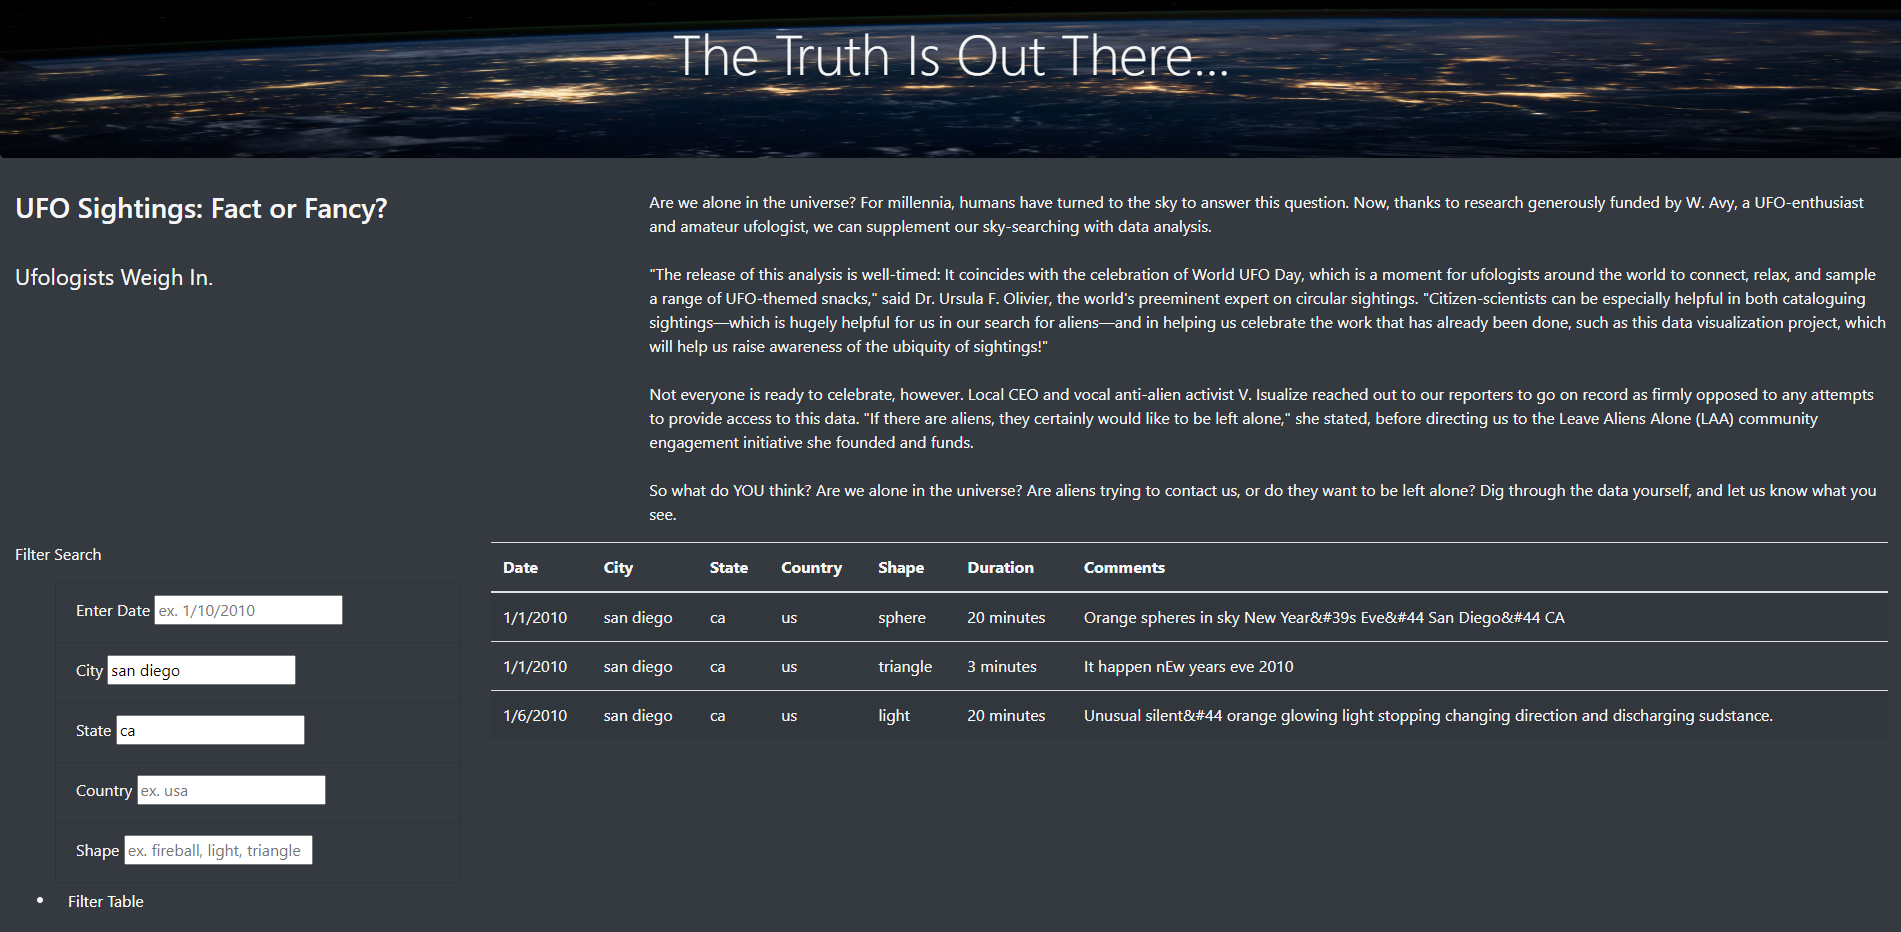 The Truth Is Out There...
UFO Sightings: Fact or Fancy?
Ufologists Weigh In.
Are we alone in the universe? For millennia, humans have turned to the sky to answer this question. Now, thanks to research generously funded by W. Avy, a UFO-enthusiast
and amateur ufologist, we can supplement our sky-searching with data analysis.
"The release of this analysis is well-timed: It coincides with the celebration of World UFO Day, which is a moment for ufologists around the world to connect, relax, and sample
a range of UFO-themed snacks," said Dr. Ursula F. Olivier, the world's preeminent expert on circular sightings. "Citizen-scientists can be especially helpful in both cataloguing
sightings—which is hugely helpful for us in our search for aliens—and in helping us celebrate the work that has already been done, such as this data visualization project, which
will help us raise awareness of the ubiquity of sightings!"
Not everyone is ready to celebrate, however. Local CEO and vocal anti-alien activist V. Isualize reached out to our reporters to go on record as firmly opposed to any attempts
to provide access to this data. "If there are aliens, they certainly would like to be left alone," she stated, before directing us to the Leave Aliens Alone (LAA) community
engagement initiative she founded and funds.
So what do YOU think? Are we alone in the universe? Are aliens trying to contact us, or do they want to be left alone? Dig through the data yourself, and let us know what you
see.
Filter Search
Enter Date ex. 1/10/2010
City san diego
State ca
Country ex. usa
Shape ex. fireball, light, triangle
Filter Table
Date City State Country Shape Duration Comments
1/1/2010 san diego ca us sphere 20 minutes Orange spheres in sky New Year&#39s Eve&#44 San Diego&#44 CA
1/1/2010 san diego ca us triangle 3 minutes It happen nEw years eve 2010
1/6/2010 san diego ca us light 20 minutes Unusual silent&#44 orange glowing light stopping changing direction and discharging sudstance.